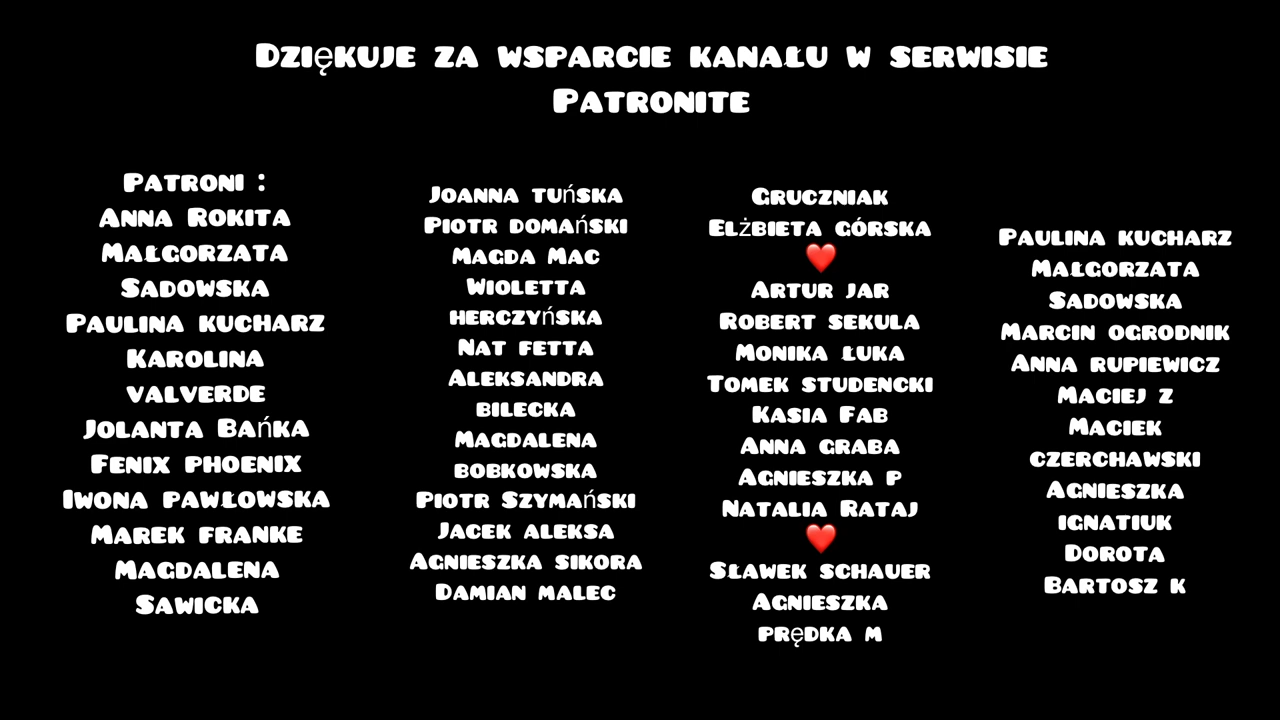 Dziękuje za wsparcie kanału w serwisie
Patronite
Patroni :
Anna Rokita
Małgorzata
Sadowska
Paulina kucharz
Karolina
valverde
Jolanta Bańka
Fenix phoenix
Iwona pawłowska
Marek franke
Magdalena
Sawicka
Joanna tuńska
Piotr domański
Magda Mac
Wioletta
herczyńska
Nat fetta
Aleksandra
bilecka
Magdalena
bobkowska
Piotr Szymański
Jacek aleksa
Agnieszka sikora
Damian malec
Gruczniak
Elżbieta górska
❤️
Artur jar
Robert sekula
Monika łuka
Tomek studencki
Kasia Fab
Anna graba
Agnieszka p
Natalia Rataj
❤️
Sławek schauer
Agnieszka
prędka m
Paulina kucharz
Małgorzata
Sadowska
Marcin ogrodnik
Anna rupiewicz
Maciej z
Maciek
czerchawski
Agnieszka
ignatiuk
Dorota
Bartosz k